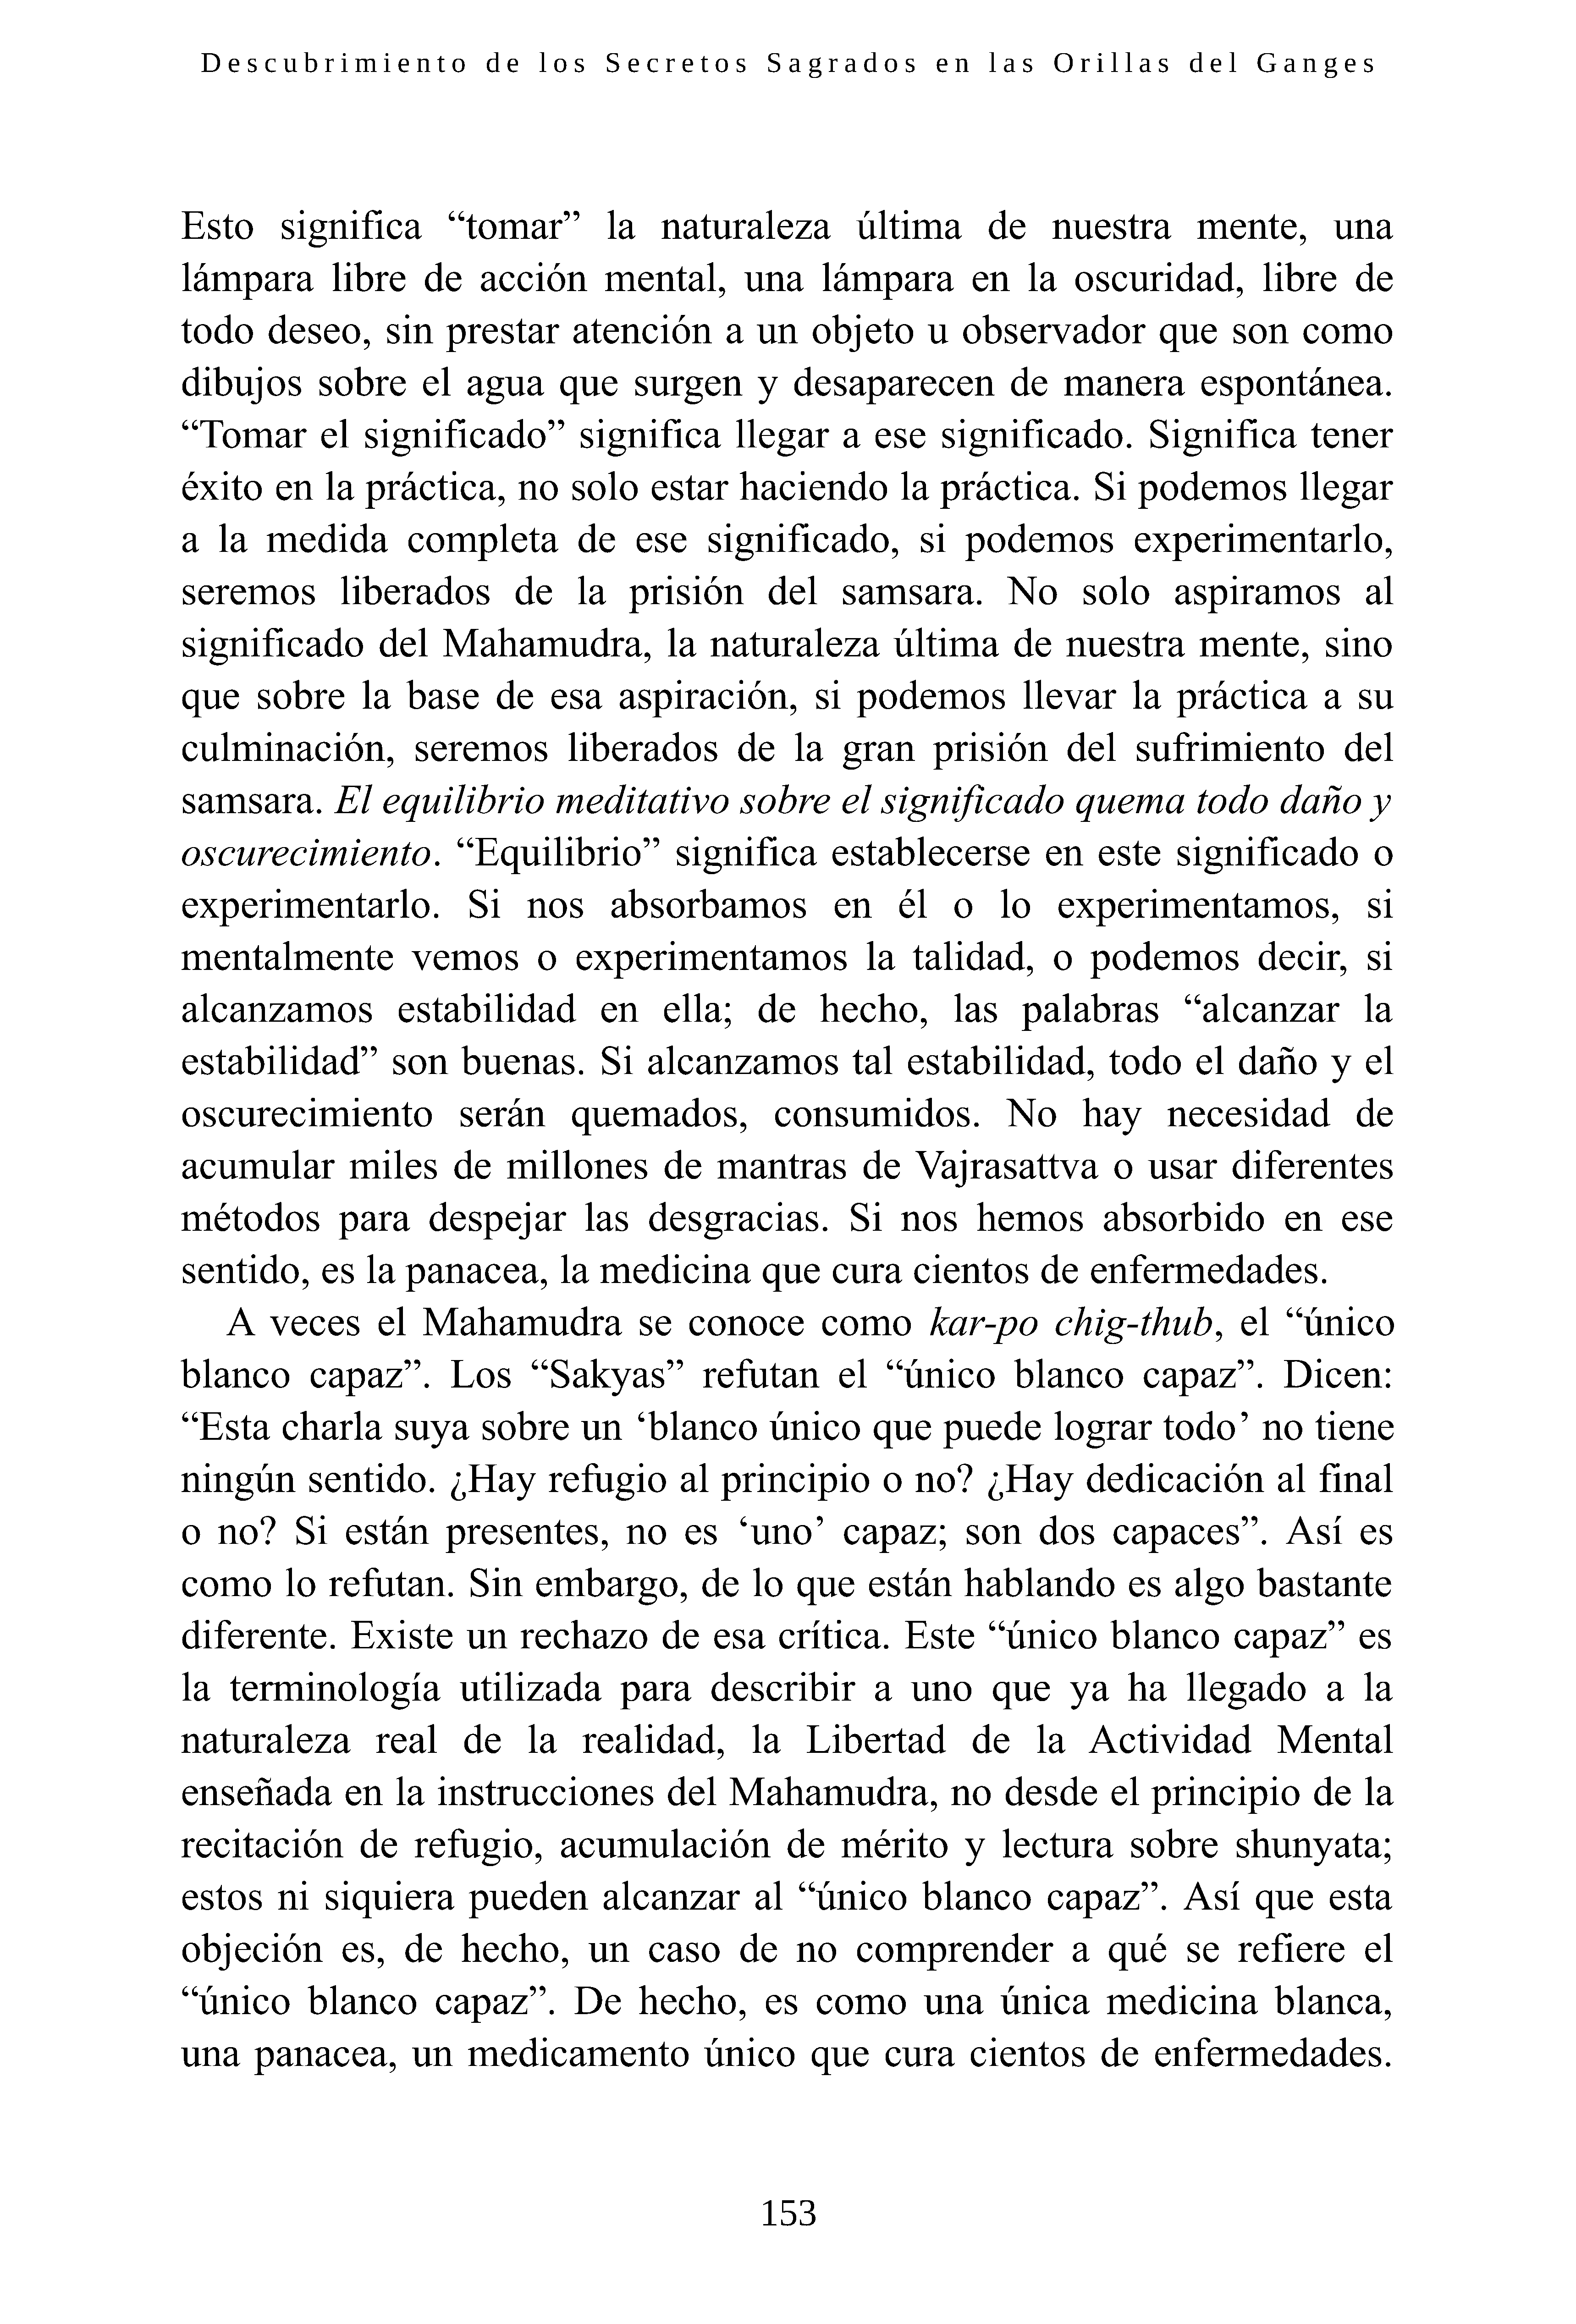 Descubrimiento de los Secretos Sagrados en las Orillas del Ganges
Esto significa “tomar” la naturaleza última de nuestra mente, una
lámpara libre de acción mental, una lámpara en la oscuridad, libre de
todo deseo, sin prestar atención a un objeto u observador que son como
dibujos sobre el agua que surgen y desaparecen de manera espontánea.
“Tomar el significado” significa llegar a ese significado. Significa tener
éxito en la práctica, no solo estar haciendo la práctica. Si podemos llegar
a la medida completa de ese significado, si podemos experimentarlo,
seremos liberados de la prisión del samsara. No solo aspiramos al
significado del Mahamudra, la naturaleza última de nuestra mente, sino
que sobre la base de esa aspiración, si podemos llevar la práctica a su
culminación, seremos liberados de la gran prisión del sufrimiento del
samsara. El equilibrio meditativo sobre el significado quema todo daño y
oscurecimiento. “Equilibrio” significa establecerse en este significado o
experimentarlo. Si nos absorbamos en él o lo experimentamos, si
mentalmente vemos o experimentamos la talidad, o podemos decir, si
alcanzamos estabilidad en ella; de hecho, las palabras “alcanzar la
estabilidad” son buenas. Si alcanzamos tal estabilidad, todo el daño y el
oscurecimiento serán quemados, consumidos. No hay necesidad de
acumular miles de millones de mantras de Vajrasattva o usar diferentes
métodos para despejar las desgracias. Si nos hemos absorbido en ese
sentido, es la panacea, la medicina que cura cientos de enfermedades.
A veces el Mahamudra se conoce como kar-po chig-thub, el “único
blanco capaz”. Los “Sakyas” refutan el “único blanco capaz”. Dicen:
“Esta charla suya sobre un ‘blanco único que puede lograr todo’ no tiene
ningún sentido. ¿Hay refugio al principio o no? ¿Hay dedicación al final
o no? Si están presentes, no es ‘uno’ capaz; son dos capaces”. Así es
como lo refutan. Sin embargo, de lo que están hablando es algo bastante
diferente. Existe un rechazo de esa crítica. Este “único blanco capaz” es
la terminología utilizada para describir a uno que ya ha llegado a la
naturaleza real de la realidad, la Libertad de la Actividad Mental
enseñada en la instrucciones del Mahamudra, no desde el principio de la
recitación de refugio, acumulación de mérito y lectura sobre shunyata;
estos ni siquiera pueden alcanzar al “único blanco capaz”. Así que esta
objeción es, de hecho, un caso de no comprender a qué se refiere el
“único blanco capaz”. De hecho, es como una única medicina blanca,
una panacea, un medicamento único que cura cientos de enfermedades.
153